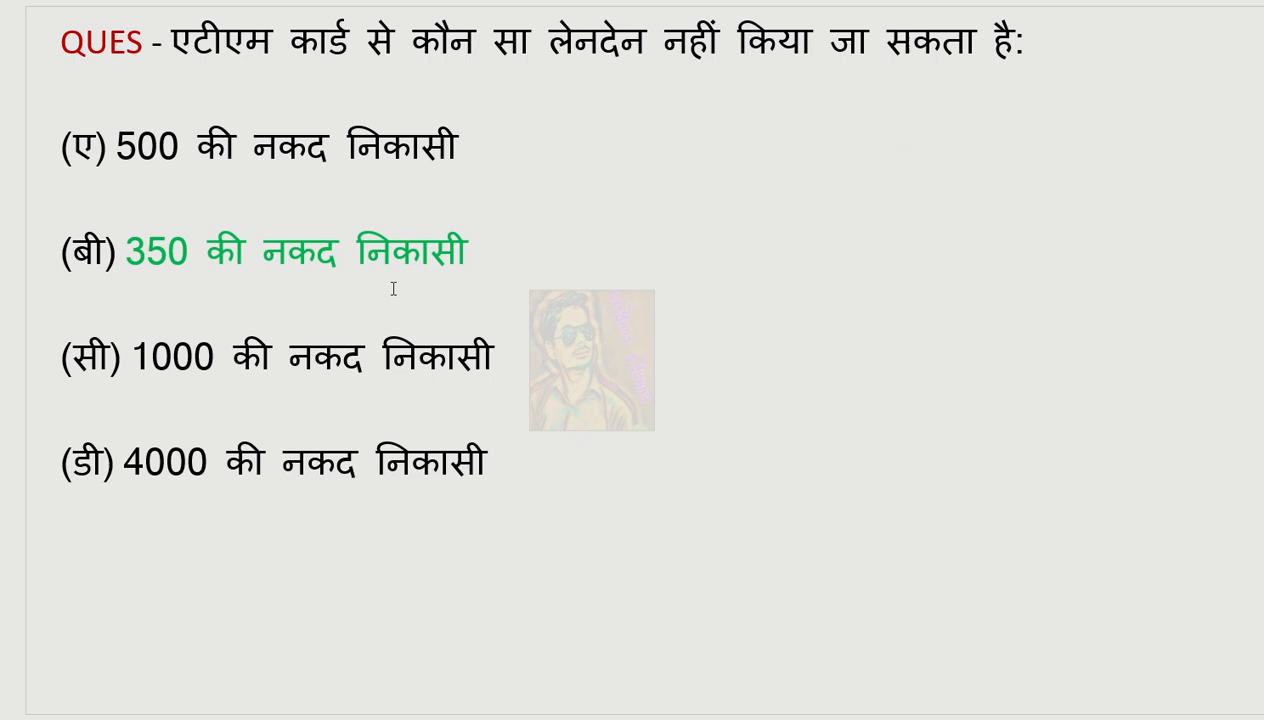 QUES - एटीएम कार्ड से कौन सा लेनदेन नहीं किया जा सकता है:
(ए) 500 की नकद निकासी
(बी) 350 की नकद निकासी
(सी) 1000 की नकद निकासी
(डी) 4000 की नकद निकासी